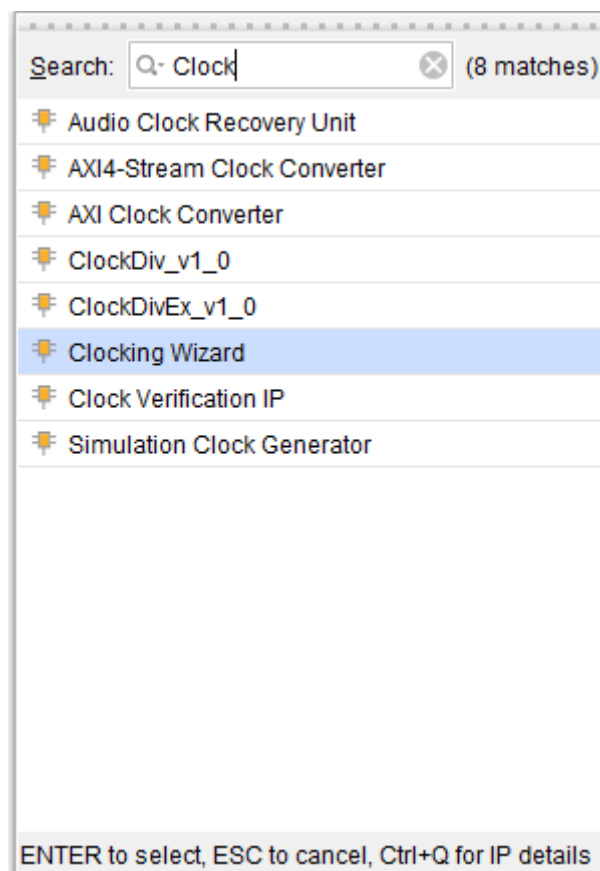 Search: Clock (8 matches)
Audio Clock Recovery Unit
AXI4-Stream Clock Converter
AXI Clock Converter
ClockDiv_v1_0
ClockDivEx_v1_0
Clocking Wizard
Clock Verification IP
Simulation Clock Generator
ENTER to select, ESC to cancel, Ctrl+Q for IP details